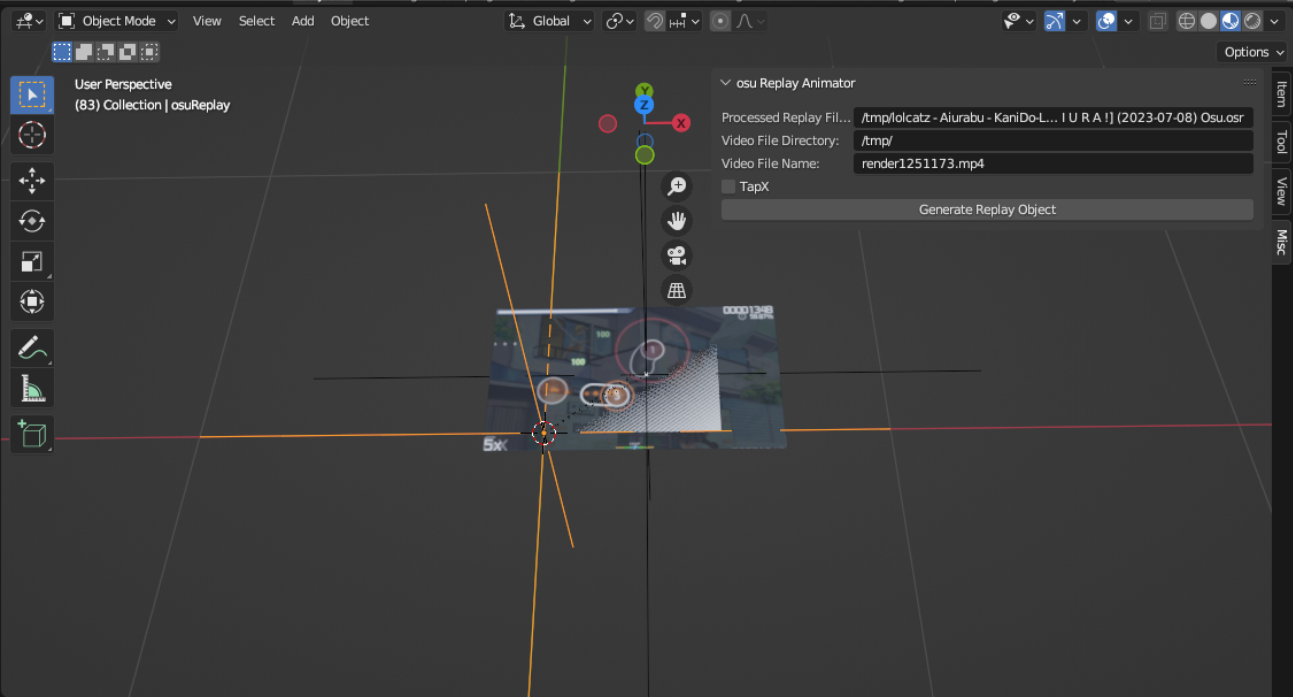 Object Mode View Select Add Object Global
Options
User Perspective
(83) Collection | osuReplay
Y
Z
X
osu Replay Animator
Processed Replay Fil... /tmp/lolcatz - Aiurabu - KaniDo-L... I U R A !] (2023-07-08) Osu.osr
Video File Directory: /tmp/
Video File Name: render1251173.mp4
TapX
Generate Replay Object
Item
Tool
View
Misc
100
100
1
5x